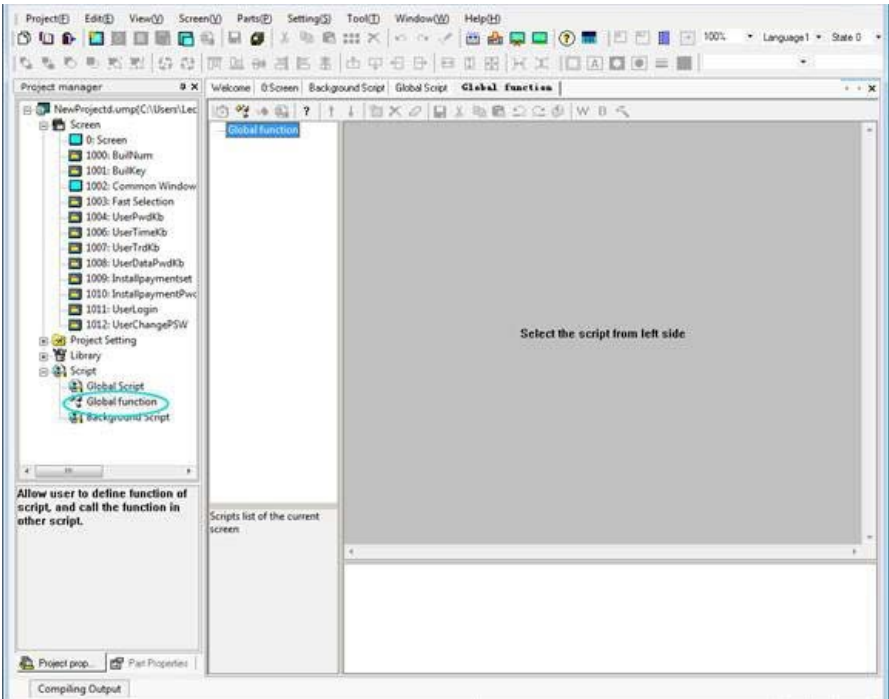 Project(F) Edit(E) View(V) Screen(V) Parts(P) Setting(S) Tool(T) Window(W) Help(H)
100% Language1 State 0
Project manager
Welcome 0:Screen Background Script Global Script Global function
NewProjectd.ump[C:\Users\Lec
Screen
0: Screen
1000: BuilNum
1001: BuilKey
1002: Common Window
1003: Fast Selection
1004: UserPwdKb
1006: UserTimeKb
1007: UserTrdKb
1008: UserDataPwdKb
1009: Installpaymentset
1010: InstallpaymentPwc
1011: UserLogin
1012: UserChangePSW
Project Setting
Library
Script
Global Script
Global function
Background Script
W B
Global function
Select the script from left side
Allow user to define function of
script, and call the function in
other script.
Scripts list of the current
screen
Project prop... Part Properties
Compiling Output